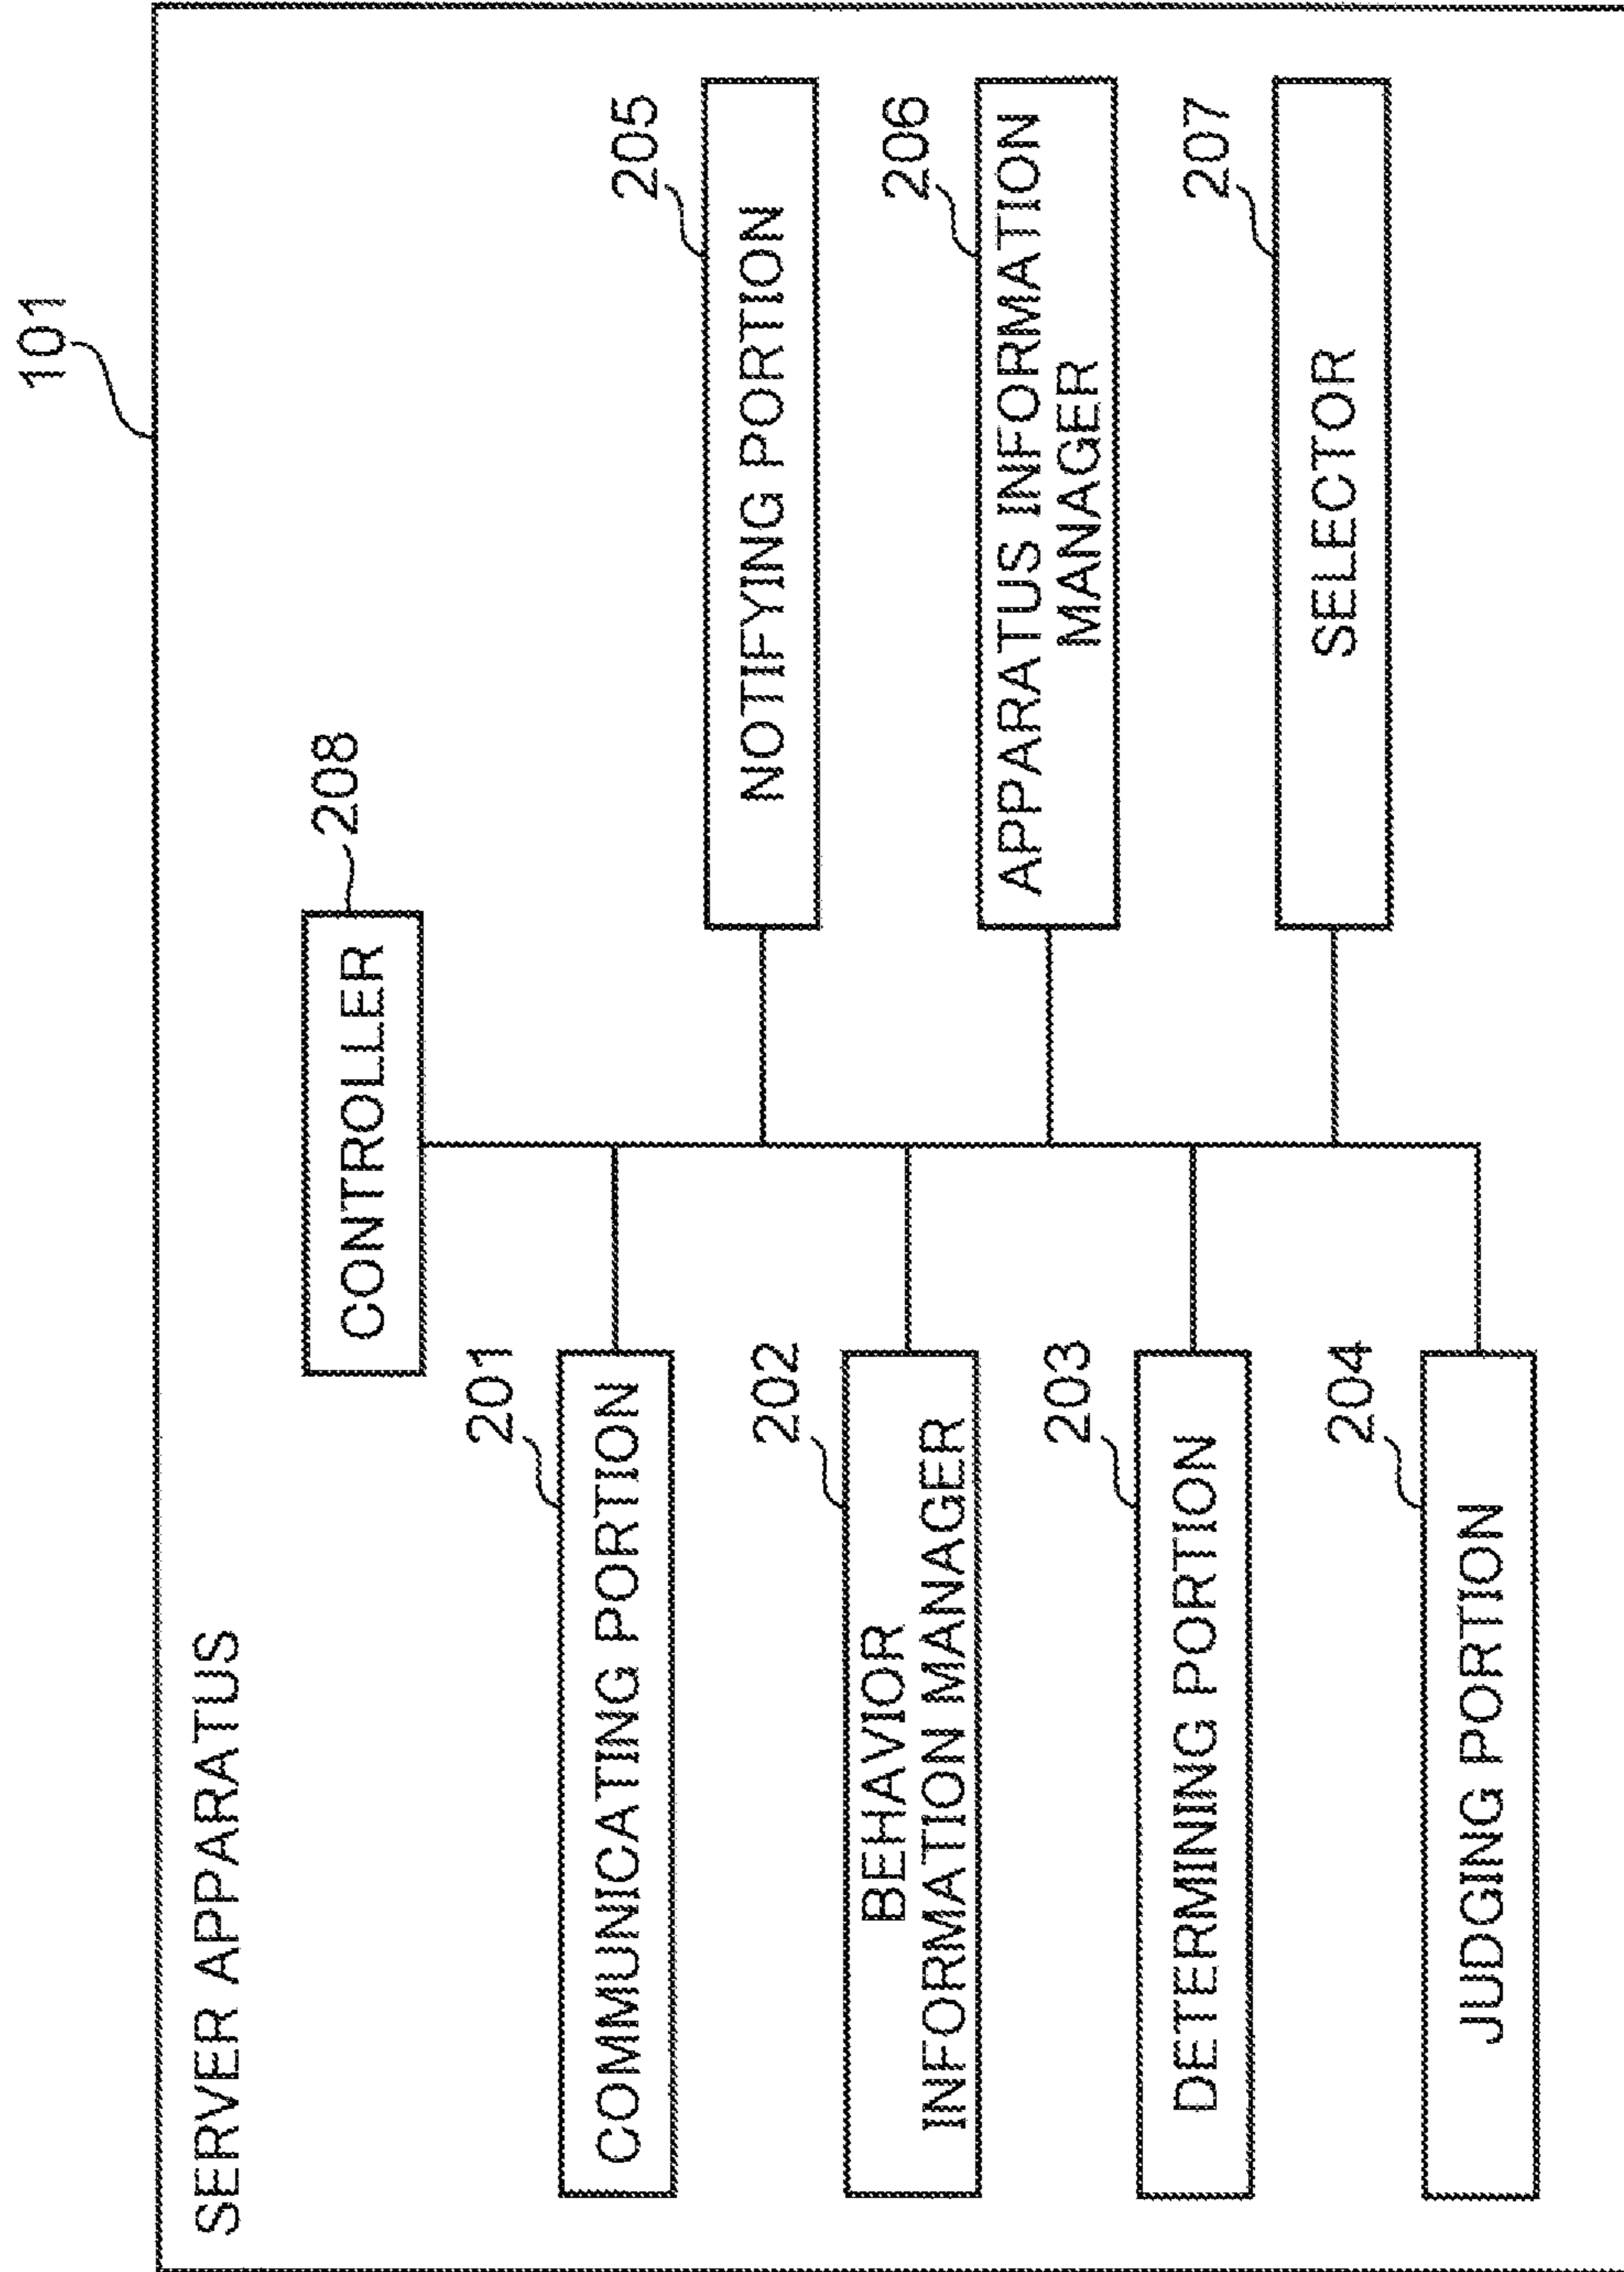 101
SERVER APPARATUS
208
CONTROLLER
201
COMMUNICATING PORTION
205
NOTIFYING PORTION
202
BEHAVIOR
INFORMATION MANAGER
206
APPARATUS INFORMATION
MANAGER
203
DETERMINING PORTION
207
SELECTOR
204
JUDGING PORTION